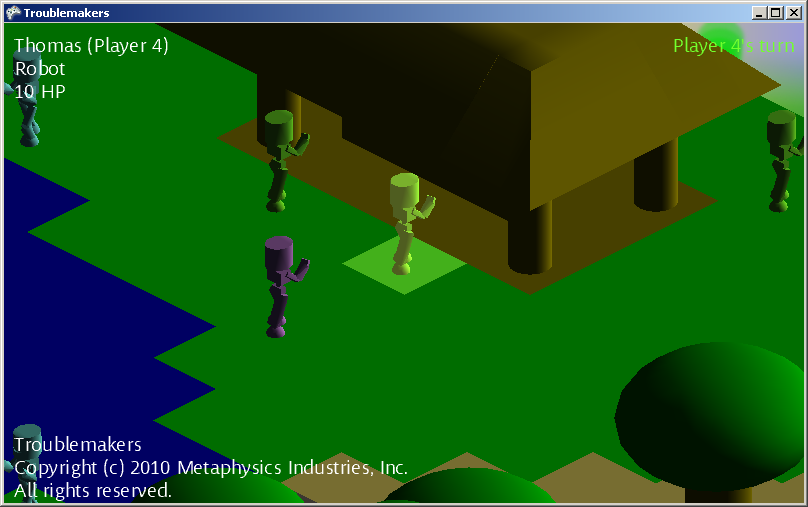 Troublemakers
Thomas (Player 4)
Player 4's turn
Robot
10 HP
Troublemakers
Copyright (c) 2010 Metaphysics Industries, Inc.
All rights reserved.